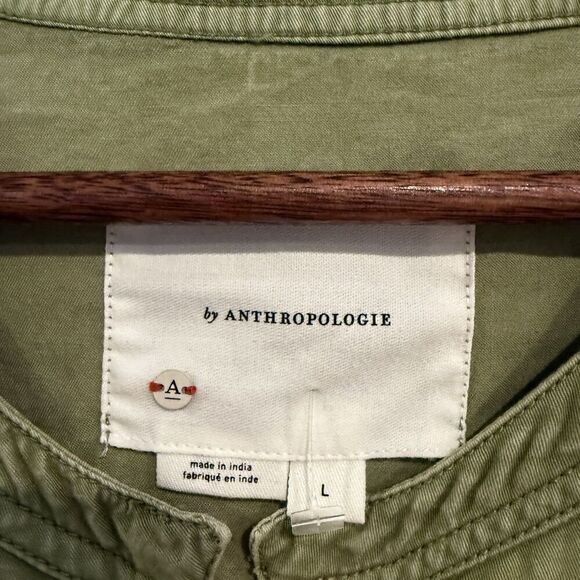 by ANTHROPOLOGIE
A
made in india
fabriqué en inde
L